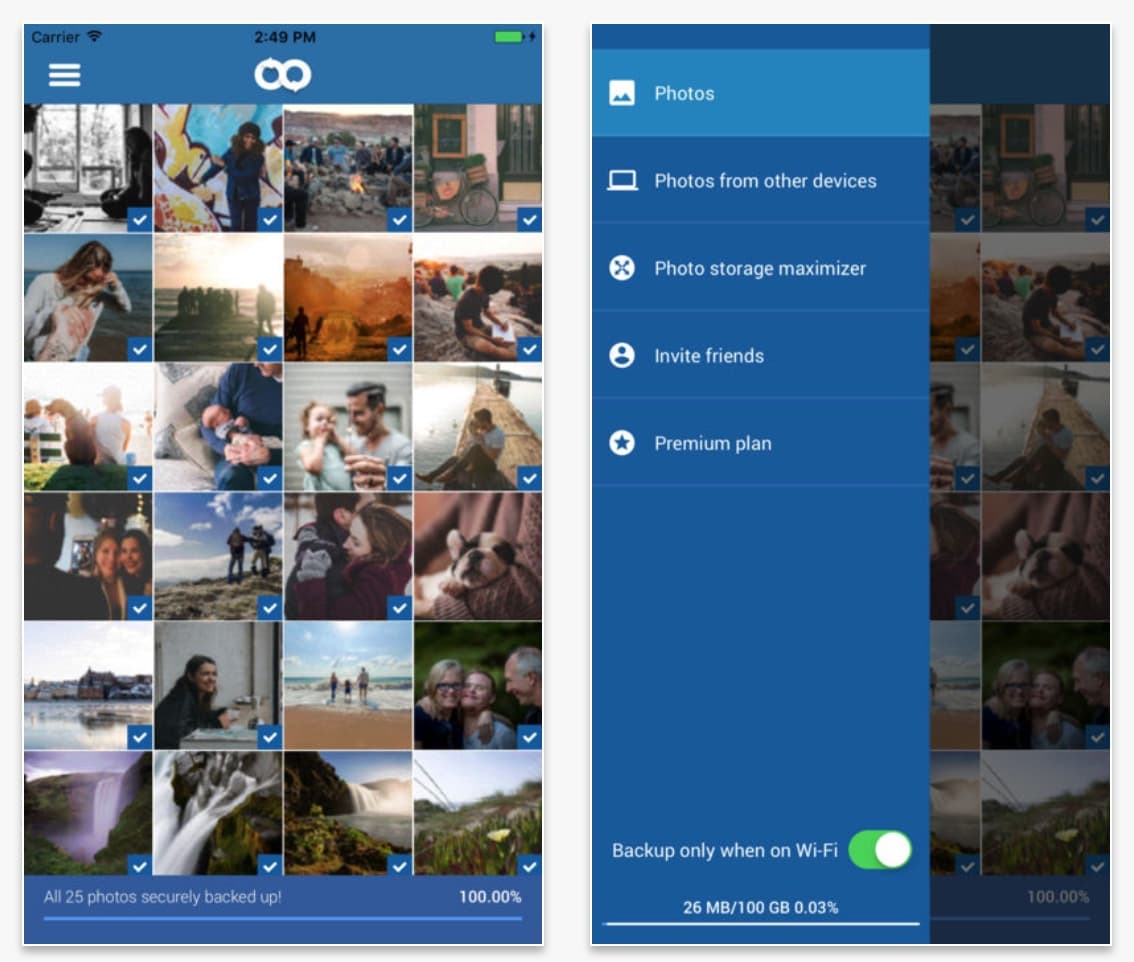 Carrier
2:49 PM
All 25 photos securely backed up!
100.00%
Photos
Photos from other devices
Photo storage maximizer
Invite friends
Premium plan
Backup only when on Wi-Fi
26 MB/100 GB 0.03%
100.00%